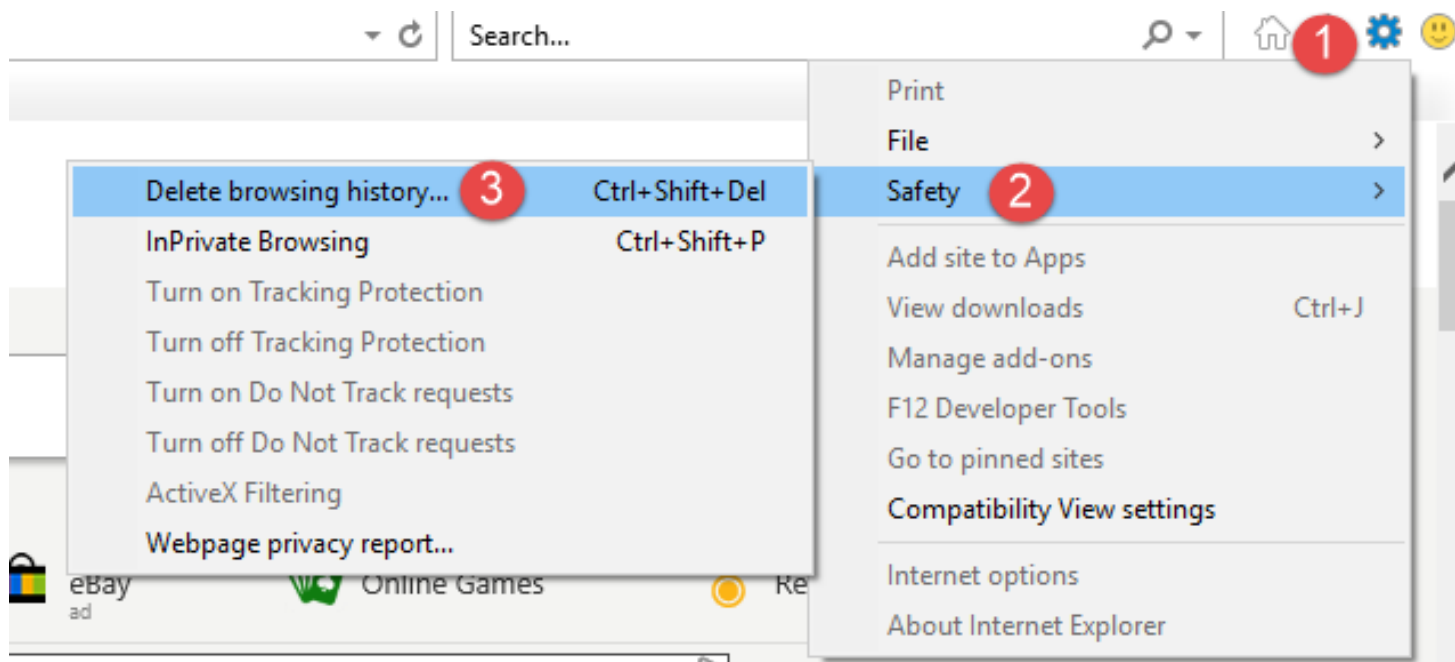 Search...
1
Print
File
Safety 2
Add site to Apps
View downloads Ctrl+J
Manage add-ons
F12 Developer Tools
Go to pinned sites
Compatibility View settings
Internet options
About Internet Explorer
Delete browsing history... 3 Ctrl+Shift+Del
InPrivate Browsing Ctrl+Shift+P
Turn on Tracking Protection
Turn off Tracking Protection
Turn on Do Not Track requests
Turn off Do Not Track requests
ActiveX Filtering
Webpage privacy report...
eBay
ad
Online Games
Re